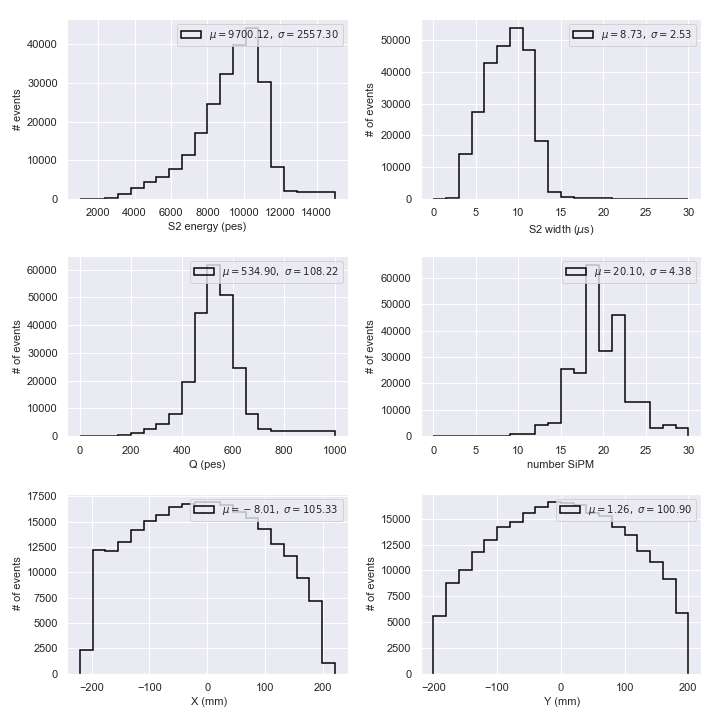 μ = 9700.12, σ = 2557.30
# events
40000
30000
20000
10000
0
2000 4000 6000 8000 10000 12000 14000
S2 energy (pes)
μ = 8.73, σ = 2.53
# of events
50000
40000
30000
20000
10000
0
0 5 10 15 20 25 30
S2 width (μs)
μ = 534.90, σ = 108.22
# of events
60000
50000
40000
30000
20000
10000
0
0 200 400 600 800 1000
Q (pes)
μ = 20.10, σ = 4.38
# of events
60000
50000
40000
30000
20000
10000
0
0 5 10 15 20 25 30
number SiPM
μ = −8.01, σ = 105.33
# of events
17500
15000
12500
10000
7500
5000
2500
0
−200 −100 0 100 200
X (mm)
μ = 1.26, σ = 100.90
# of events
15000
12500
10000
7500
5000
2500
0
−200 −100 0 100 200
Y (mm)